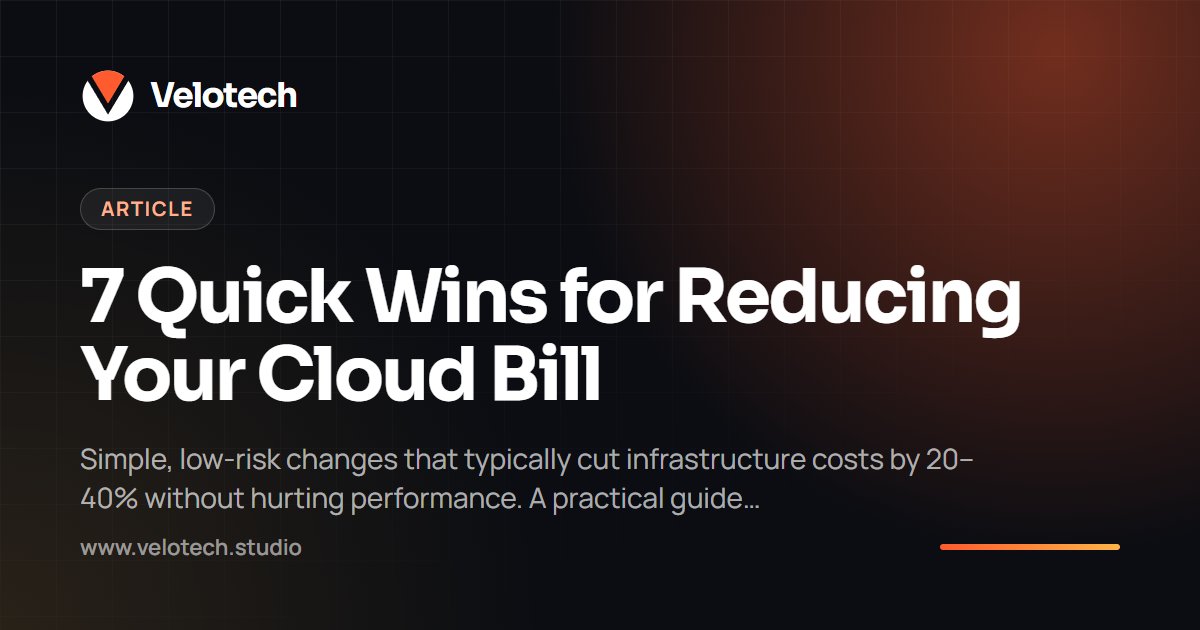 Velotech
ARTICLE
7 Quick Wins for Reducing
Your Cloud Bill
Simple, low-risk changes that typically cut infrastructure costs by 20–
40% without hurting performance. A practical guide…
www.velotech.studio